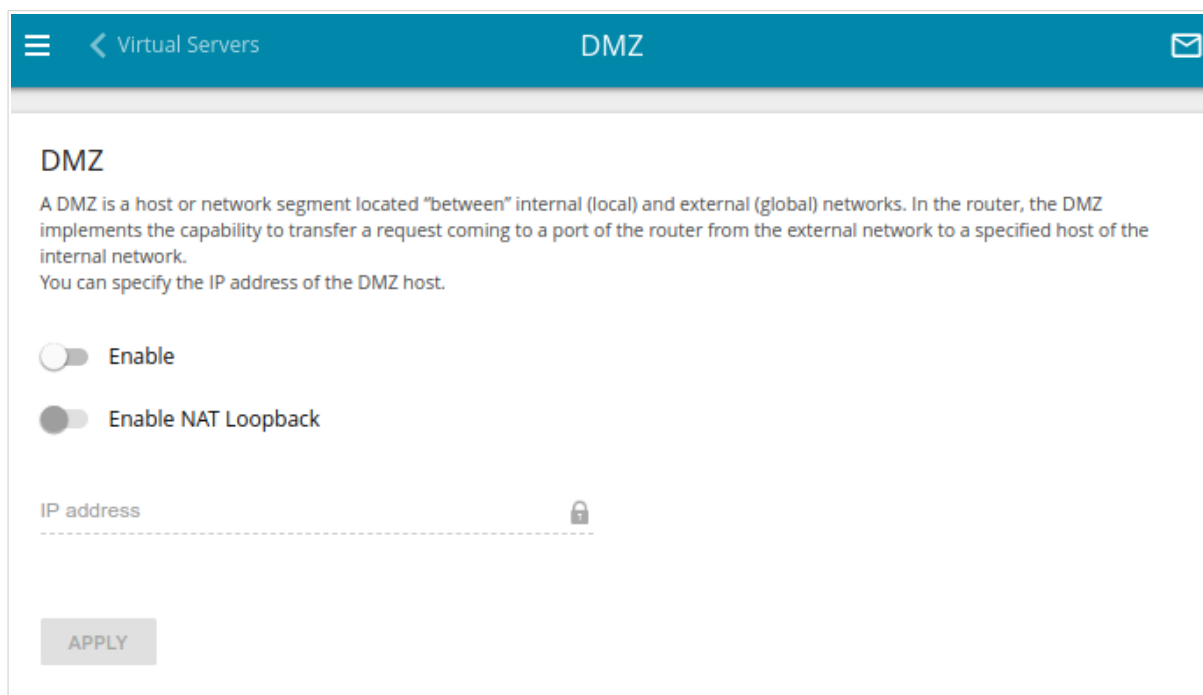 Virtual Servers
DMZ
DMZ
A DMZ is a host or network segment located “between” internal (local) and external (global) networks. In the router, the DMZ
implements the capability to transfer a request coming to a port of the router from the external network to a specified host of the
internal network.
You can specify the IP address of the DMZ host.
Enable
Enable NAT Loopback
IP address
APPLY